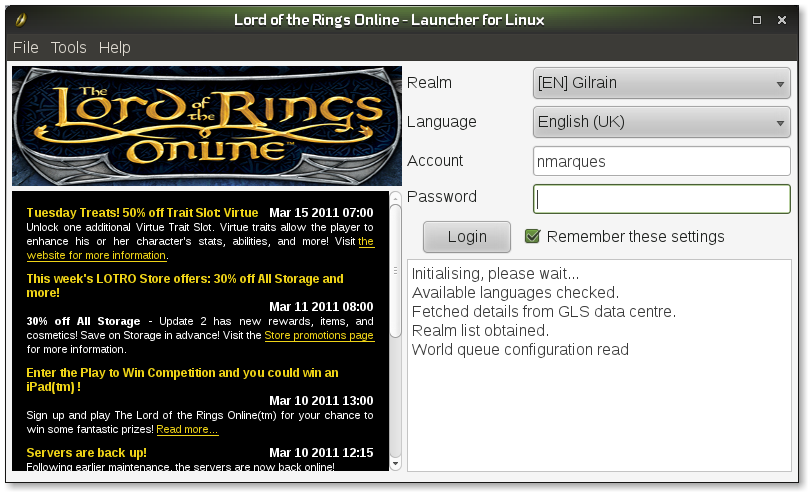 Lord of the Rings Online - Launcher for Linux
File Tools Help
The
Lord of the Rings
Online™
Realm
[EN] Gilrain
Language
English (UK)
Account
nmarques
Password
Login
Remember these settings
Tuesday Treats! 50% off Trait Slot: Virtue Mar 15 2011 07:00
Unlock one additional Virtue Trait Slot. Virtue traits allow the player to
enhance his or her character's stats, abilities, and more! Visit the
website for more information.
This week's LOTRO Store offers: 30% off All Storage and
more!
Mar 11 2011 08:00
30% off All Storage - Update 2 has new rewards, items, and
cosmetics! Save on Storage in advance! Visit the Store promotions page
for more information.
Enter the Play to Win Competition and you could win an
iPad(tm) !
Mar 10 2011 13:00
Sign up and play The Lord of the Rings Online(tm) for your chance to
win some fantastic prizes! Read more...
Servers are back up! Mar 10 2011 12:15
Following earlier maintenance, the servers are now back online!
Initialising, please wait...
Available languages checked.
Fetched details from GLS data centre.
Realm list obtained.
World queue configuration read